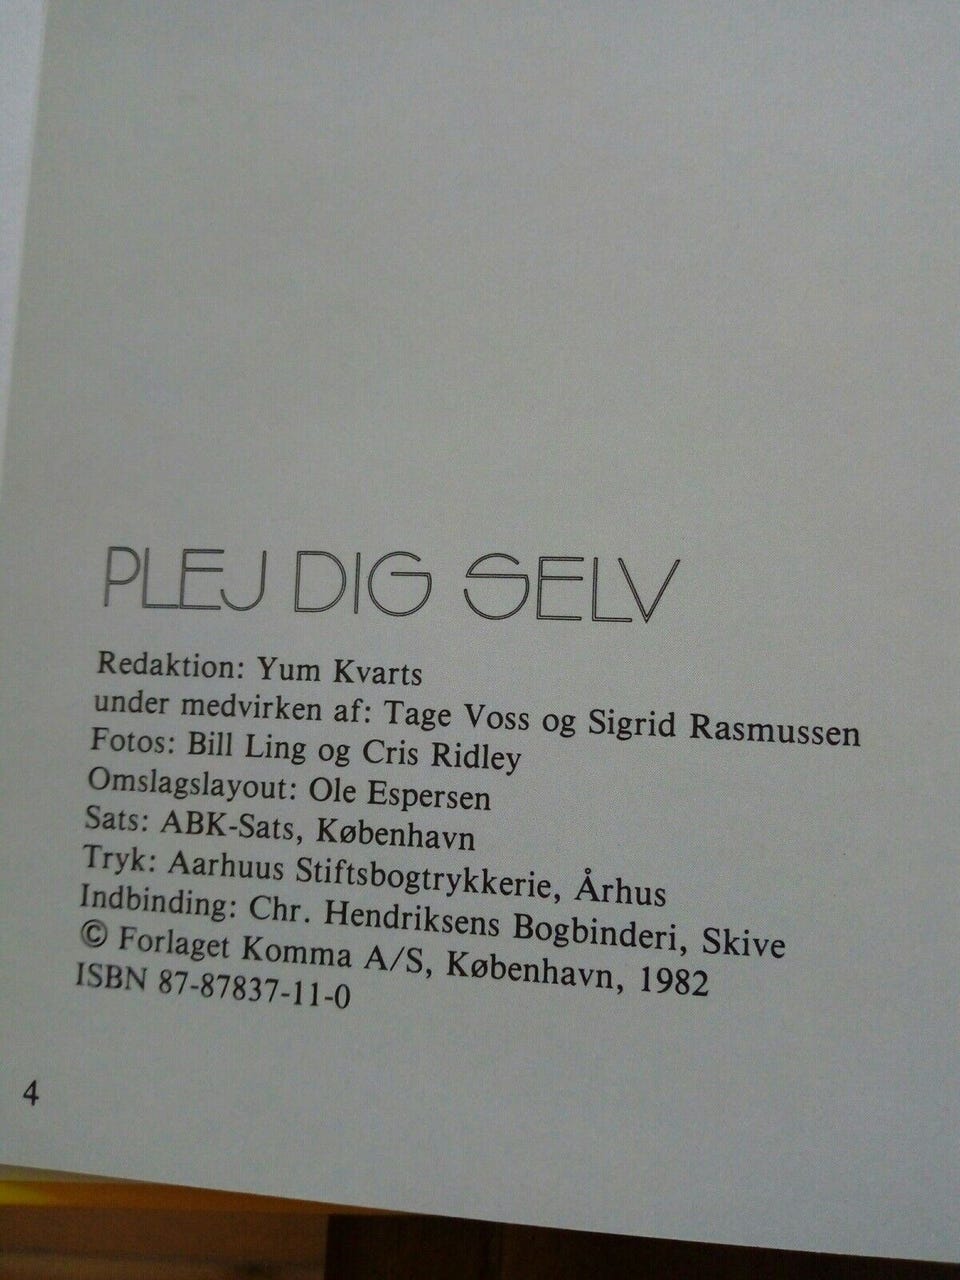 PLEJ DIG SELV
Redaktion: Yum Kvarts
under medvirken af: Tage Voss og Sigrid Rasmussen
Fotos: Bill Ling og Cris Ridley
Omslagslayout: Ole Espersen
Sats: ABK-Sats, København
Tryk: Aarhuus Stiftsbogtrykkerie, Århus
Indbinding: Chr. Hendriksens Bogbinderi, Skive
© Forlaget Komma A/S, København, 1982
ISBN 87-87837-11-0
4